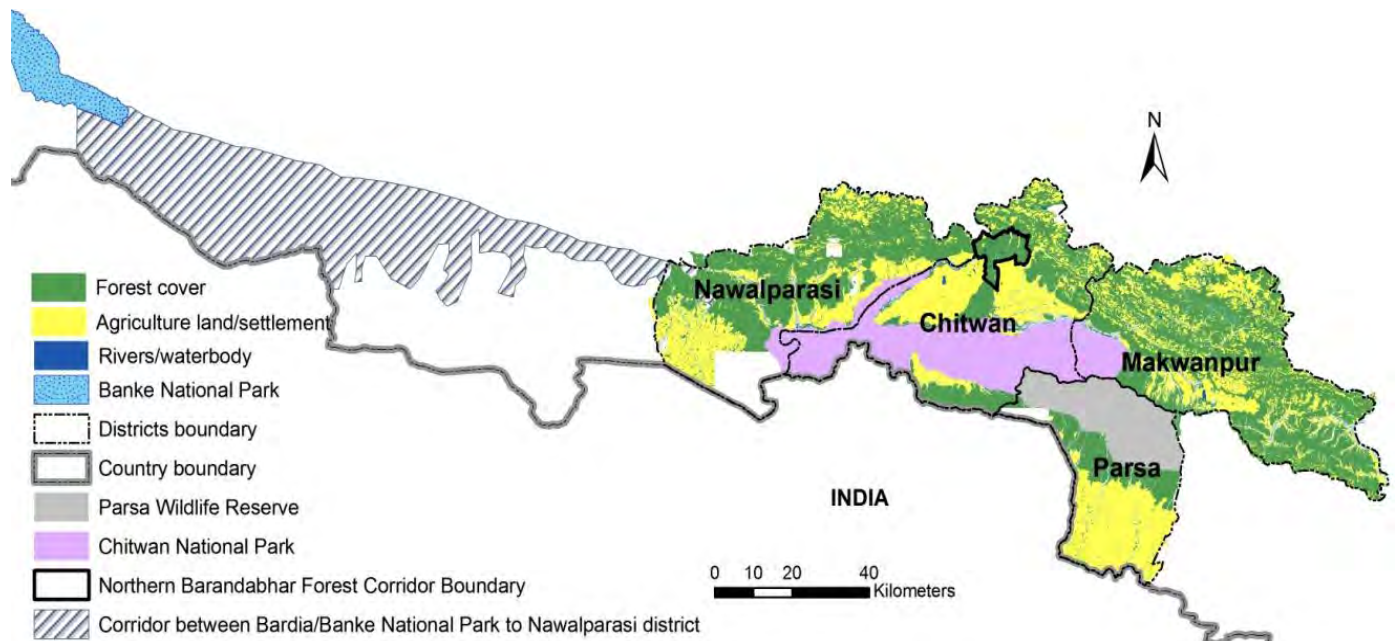 N
Nawalparasi
Chitwan
Makwanpur
Parsa
INDIA
Forest cover
Agriculture land/settlement
Rivers/waterbody
Banke National Park
Districts boundary
Country boundary
Parsa Wildlife Reserve
Chitwan National Park
Northern Barandabhar Forest Corridor Boundary
Corridor between Bardia/Banke National Park to Nawalparasi district
0 10 20 40
Kilometers